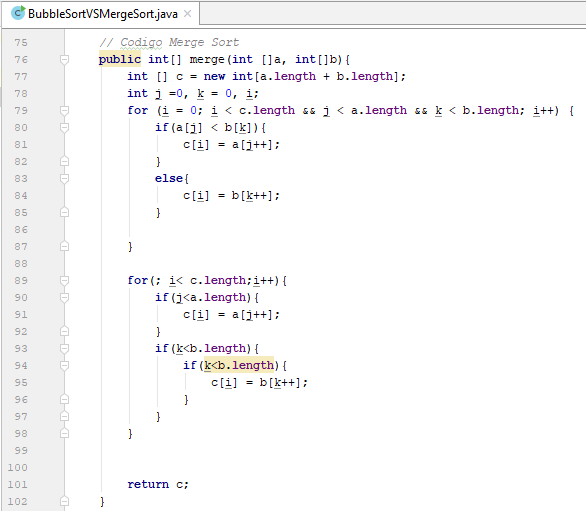 BubbleSortVSMergeSort.java
75 // Codigo Merge Sort
76 public int[] merge(int []a, int[]b){
77 int [] c = new int[a.length + b.length];
78 int j =0, k = 0, i;
79 for (i = 0; i < c.length && j < a.length && k < b.length; i++) {
80 if(a[j] < b[k]){
81 c[i] = a[j++];
82 }
83 else{
84 c[i] = b[k++];
85 }
86
87 }
88
89 for(; i< c.length;i++){
90 if(j<a.length){
91 c[i] = a[j++];
92 }
93 if(k<b.length){
94 if(k<b.length){
95 c[i] = b[k++];
96 }
97 }
98 }
99
100
101 return c;
102 }